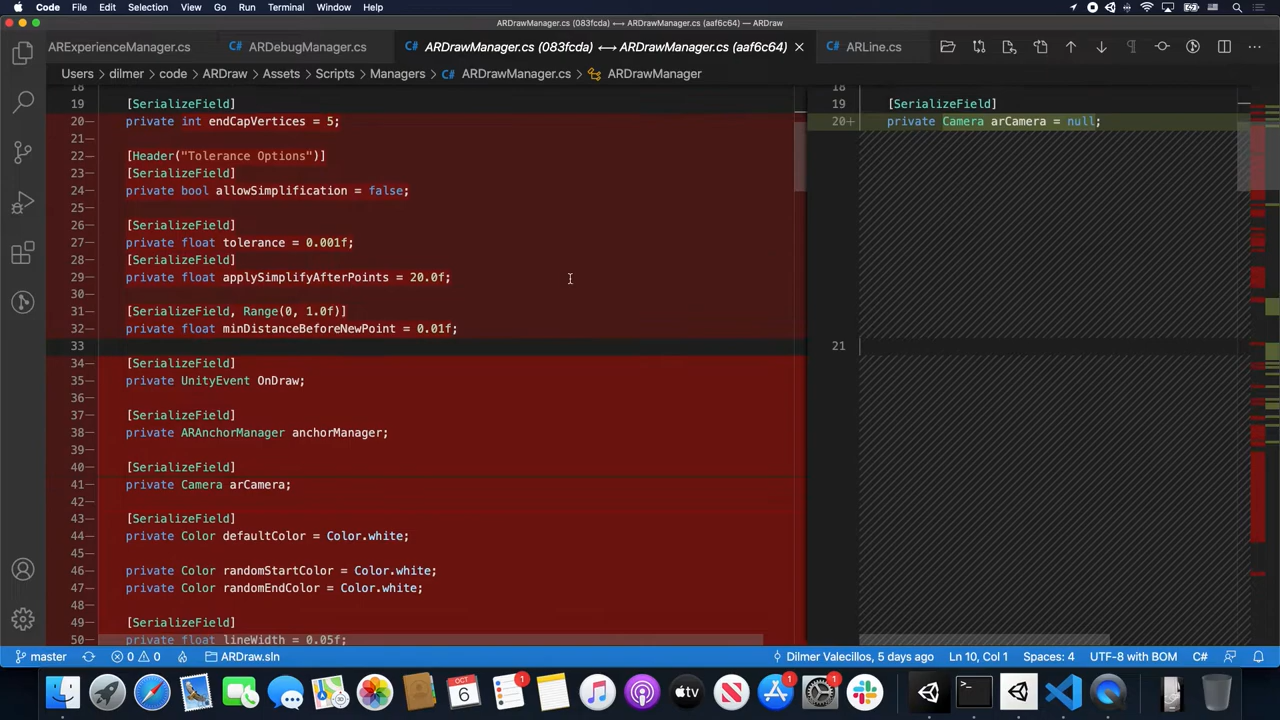 Code File Edit Selection View Go Run Terminal Window Help
ARDrawManager.cs (083fcda) ⟷ ARDrawManager.cs (aaf6c64) — ARDraw
ARExperienceManager.cs ARDebugManager.cs ARDrawManager.cs (083fcda) ⟷ ARDrawManager.cs (aaf6c64) ARLine.cs
Users > dilmer > code > ARDraw > Assets > Scripts > Managers > ARDrawManager.cs > ARDrawManager
18
19 [SerializeField]
20— private int endCapVertices = 5;
21—
22— [Header("Tolerance Options")]
23— [SerializeField]
24— private bool allowSimplification = false;
25—
26— [SerializeField]
27— private float tolerance = 0.001f;
28— [SerializeField]
29— private float applySimplifyAfterPoints = 20.0f;
30—
31— [SerializeField, Range(0, 1.0f)]
32— private float minDistanceBeforeNewPoint = 0.01f;
33
34— [SerializeField]
35— private UnityEvent OnDraw;
36—
37— [SerializeField]
38— private ARAnchorManager anchorManager;
39—
40— [SerializeField]
41— private Camera arCamera;
42—
43— [SerializeField]
44— private Color defaultColor = Color.white;
45—
46— private Color randomStartColor = Color.white;
47— private Color randomEndColor = Color.white;
48—
49— [SerializeField]
50— private float lineWidth = 0.05f;
18
19 [SerializeField]
20+ private Camera arCamera = null;
21
master 0 0 ARDraw.sln Dilmer Valecillos, 5 days ago Ln 10, Col 1 Spaces: 4 UTF-8 with BOM C#
OCT
6
1
1
1